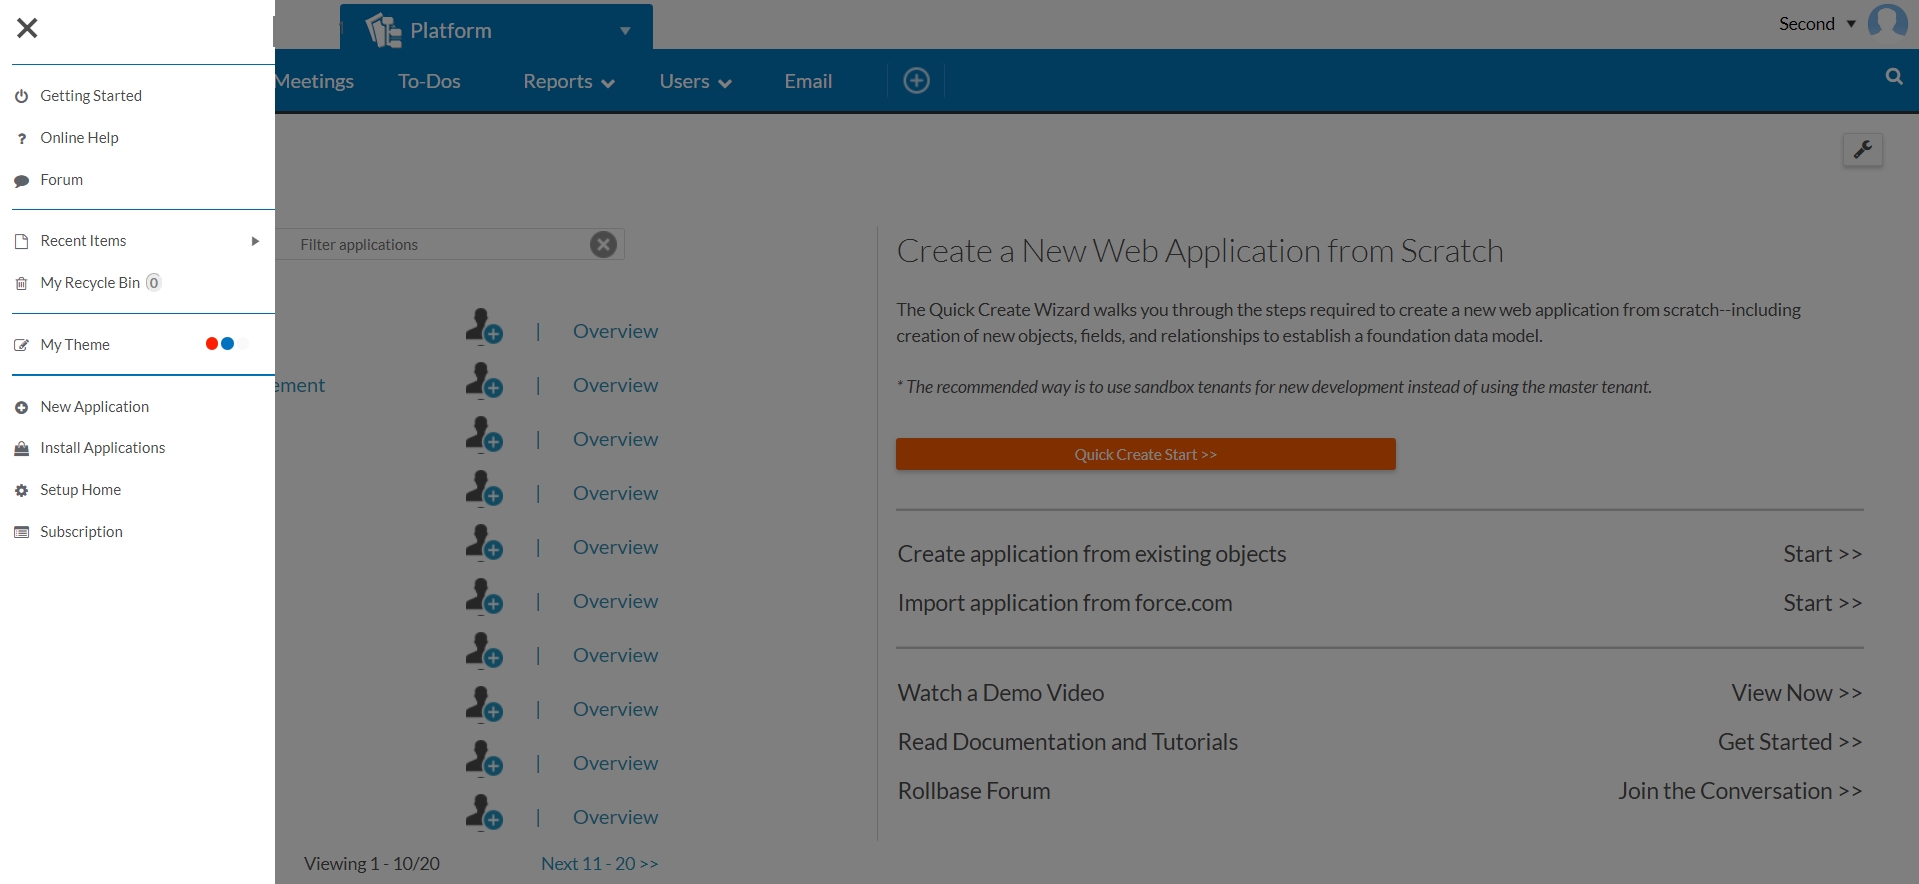 Platform
Second
Meetings
To-Dos
Reports
Users
Email
Getting Started
Online Help
Forum
Recent Items
My Recycle Bin 0
My Theme
New Application
Install Applications
Setup Home
Subscription
Filter applications
| Overview
ement | Overview
| Overview
| Overview
| Overview
| Overview
| Overview
| Overview
| Overview
| Overview
Viewing 1 - 10/20
Next 11 - 20 >>
Create a New Web Application from Scratch
The Quick Create Wizard walks you through the steps required to create a new web application from scratch--including
creation of new objects, fields, and relationships to establish a foundation data model.
* The recommended way is to use sandbox tenants for new development instead of using the master tenant.
Quick Create Start >>
Create application from existing objects Start >>
Import application from force.com Start >>
Watch a Demo Video View Now >>
Read Documentation and Tutorials Get Started >>
Rollbase Forum Join the Conversation >>